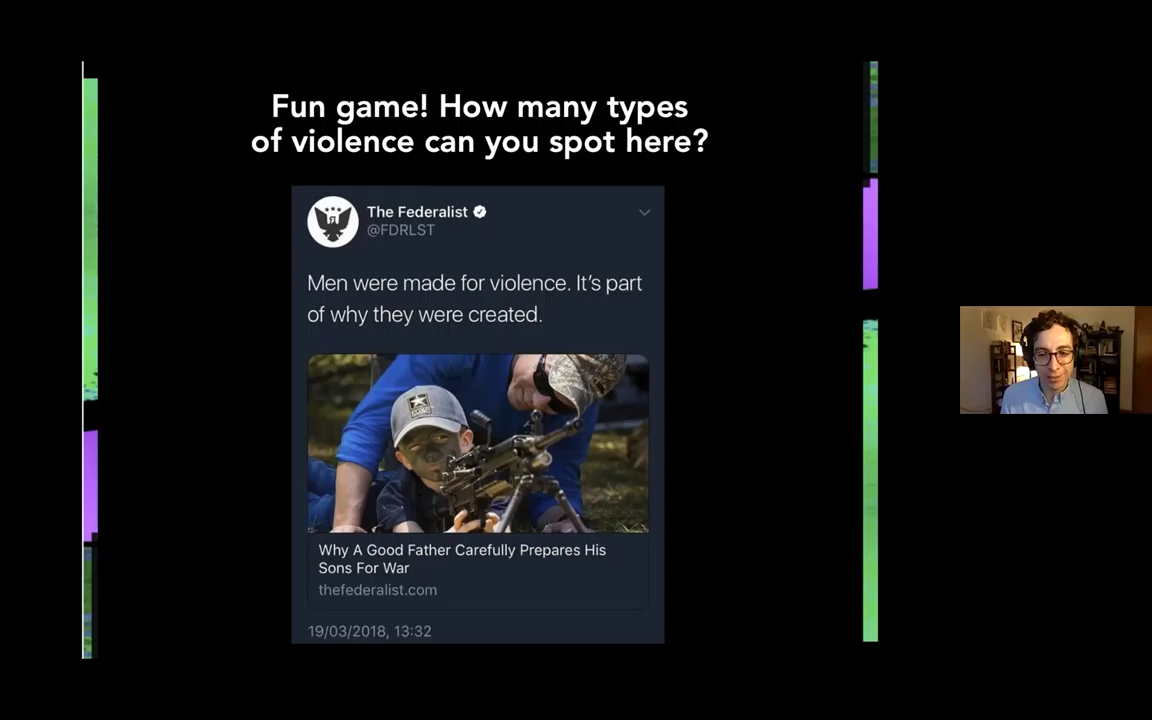 Fun game! How many types
of violence can you spot here?
The Federalist
@FDRLST
Men were made for violence. It's part
of why they were created.
Why A Good Father Carefully Prepares His
Sons For War
thefederalist.com
19/03/2018, 13:32